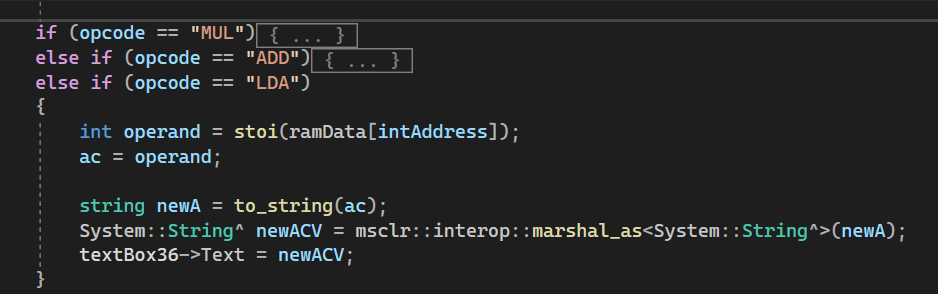 if (opcode == "MUL"){ ... }
else if (opcode == "ADD"){ ... }
else if (opcode == "LDA")
{
    int operand = stoi(ramData[intAddress]);
    ac = operand;

    string newA = to_string(ac);
    System::String^ newACV = msclr::interop::marshal_as<System::String^>(newA);
    textBox36->Text = newACV;
}